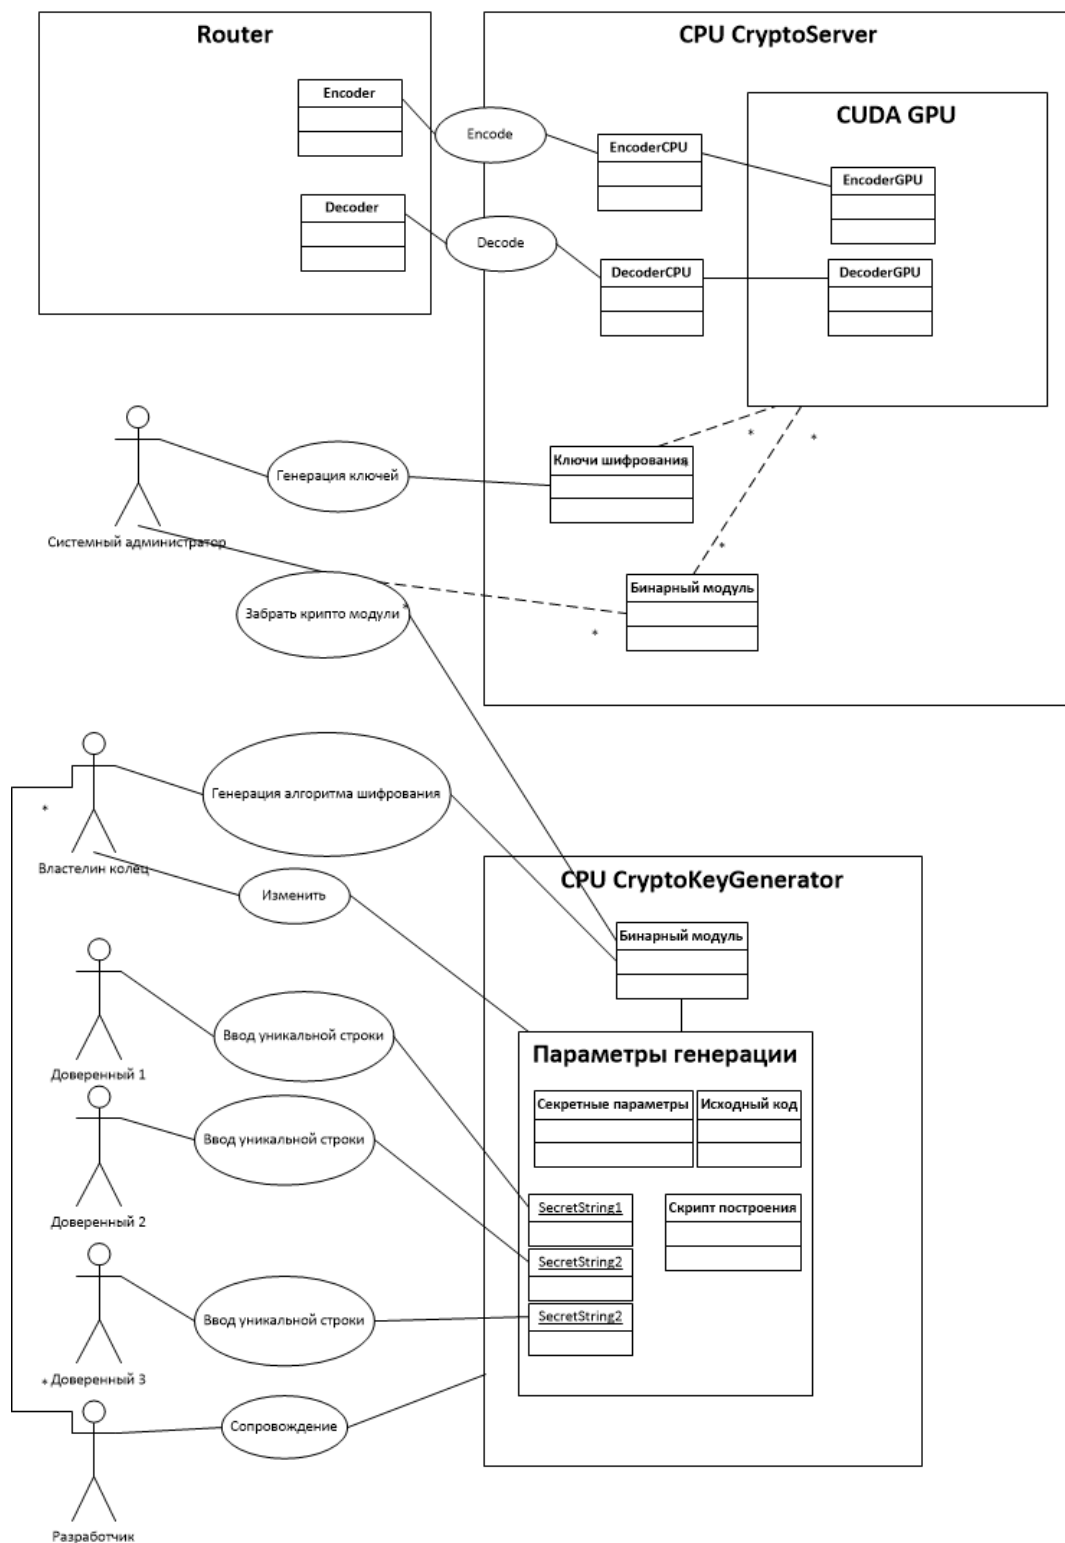 Router
CPU CryptoServer
Encoder
CUDA GPU
Encode
EncoderCPU
EncoderGPU
Decoder
Decode
DecoderCPU
DecoderGPU
*
*
Ключи шифрования
*
Генерация ключей
Системный администратор
*
Бинарный модуль
Забрать крипто модули
*
*
Генерация алгоритма шифрования
*
Властелин колец
CPU CryptoKeyGenerator
Изменить
Бинарный модуль
Ввод уникальной строки
Параметры генерации
Доверенный 1
Секретные параметры
Исходный код
Ввод уникальной строки
Доверенный 2
SecretString1
Скрипт построения
SecretString2
Ввод уникальной строки
SecretString2
*
Доверенный 3
Сопровождение
Разработчик